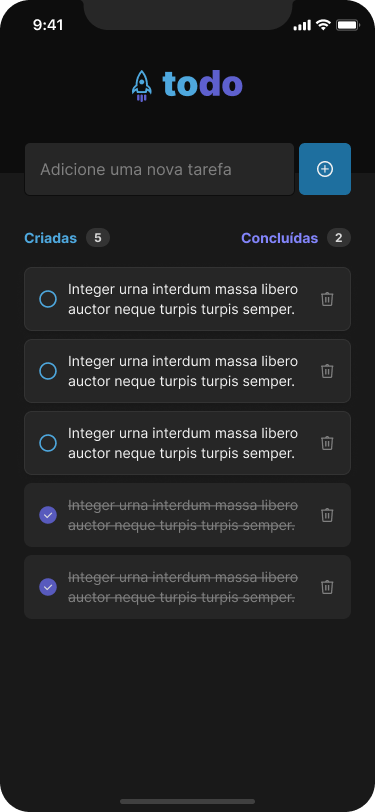 9:41
todo
Adicione uma nova tarefa
Criadas 5 Concluídas 2
Integer urna interdum massa libero
auctor neque turpis turpis semper.
Integer urna interdum massa libero
auctor neque turpis turpis semper.
Integer urna interdum massa libero
auctor neque turpis turpis semper.
Integer urna interdum massa libero
auctor neque turpis turpis semper.
Integer urna interdum massa libero
auctor neque turpis turpis semper.